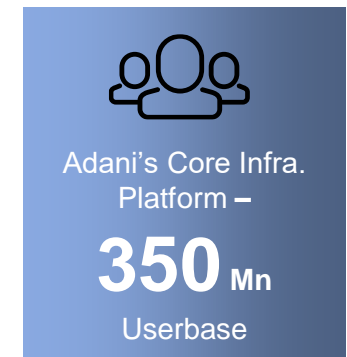 Adani's Core Infra.
Platform –
350 Mn
Userbase